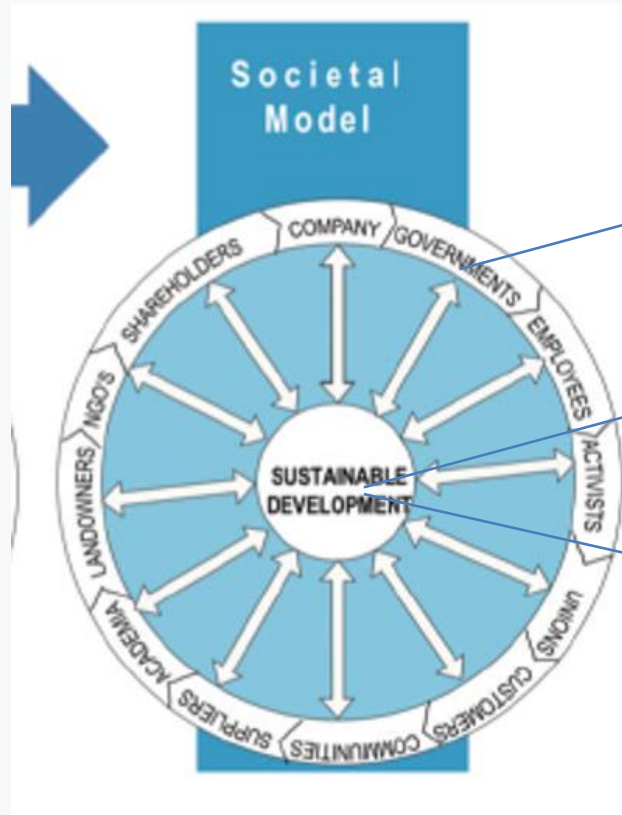 Societal
Model
COMPANY
GOVERNMENTS
EMPLOYEES
ACTIVISTS
UNIONS
CUSTOMERS
COMMUNITIES
SUPPLIERS
ACADEMIA
LANDOWNERS
NGO'S
SHAREHOLDERS
SUSTAINABLE
DEVELOPMENT